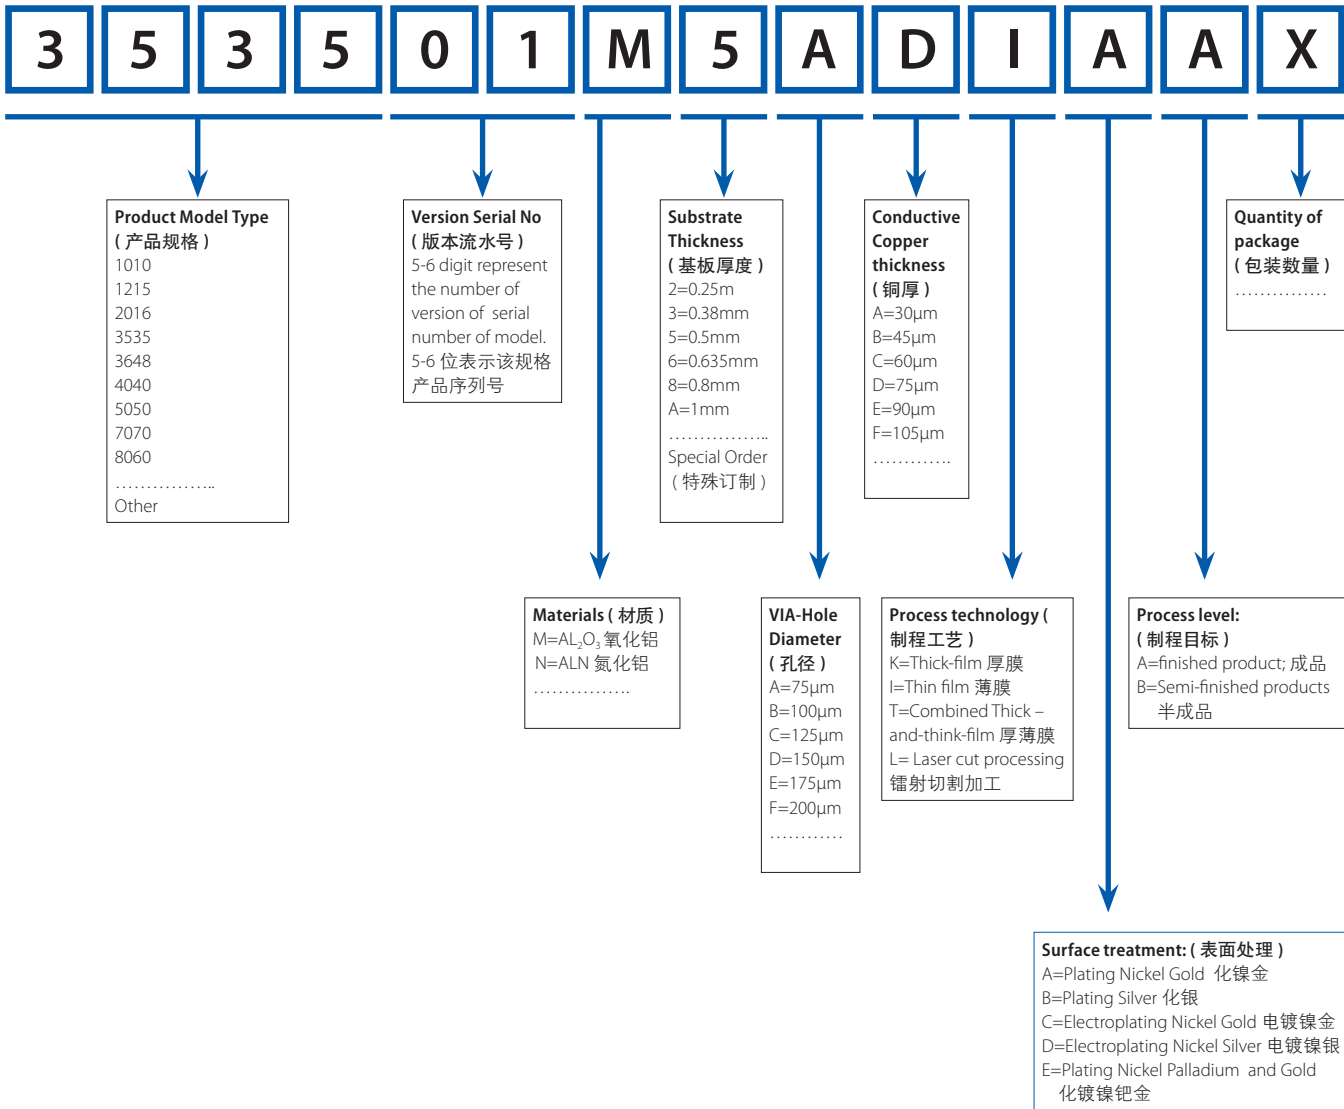 3 5 3 5 0 1 M 5 A D I A A X
Product Model Type
( 产品规格 )
1010
1215
2016
3535
3648
4040
5050
7070
8060
……………..
Other
Version Serial No
( 版本流水号 )
5-6 digit represent
the number of
version of serial
number of model.
5-6 位表示该规格
产品序列号
Substrate
Thickness
( 基板厚度 )
2=0.25m
3=0.38mm
5=0.5mm
6=0.635mm
8=0.8mm
A=1mm
……………..
Special Order
( 特殊订制 )
Conductive
Copper
thickness
( 铜厚 )
A=30μm
B=45μm
C=60μm
D=75μm
E=90μm
F=105μm
………….
Quantity of
package
( 包装数量 )
……………
Materials ( 材质 )
M=AL₂O₃ 氧化铝
N=ALN 氮化铝
…………….
VIA-Hole
Diameter
( 孔径 )
A=75μm
B=100μm
C=125μm
D=150μm
E=175μm
F=200μm
…………
Process technology (
制程工艺 )
K=Thick-film 厚膜
I=Thin film 薄膜
T=Combined Thick –
and-think-film 厚薄膜
L= Laser cut processing
镭射切割加工
Process level:
( 制程目标 )
A=finished product; 成品
B=Semi-finished products
半成品
Surface treatment: ( 表面处理 )
A=Plating Nickel Gold 化镍金
B=Plating Silver 化银
C=Electroplating Nickel Gold 电镀镍金
D=Electroplating Nickel Silver 电镀镍银
E=Plating Nickel Palladium and Gold
化镀镍钯金